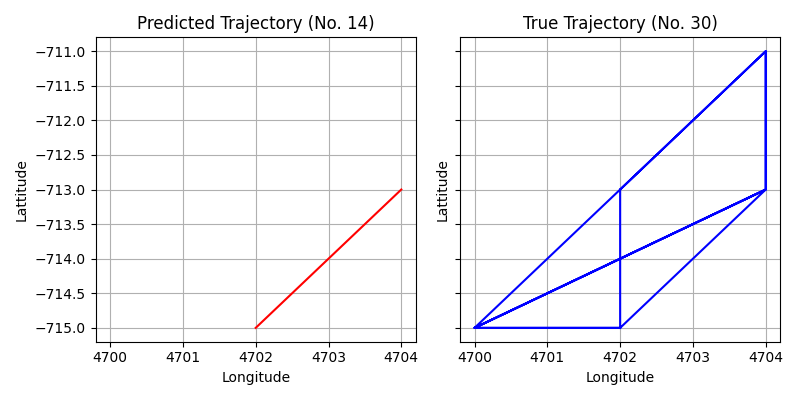 Predicted Trajectory (No. 14)
True Trajectory (No. 30)
−711.0
−711.5
−712.0
−712.5
−713.0
−713.5
−714.0
−714.5
−715.0
Lattitude
Lattitude
4700 4701 4702 4703 4704
4700 4701 4702 4703 4704
Longitude
Longitude